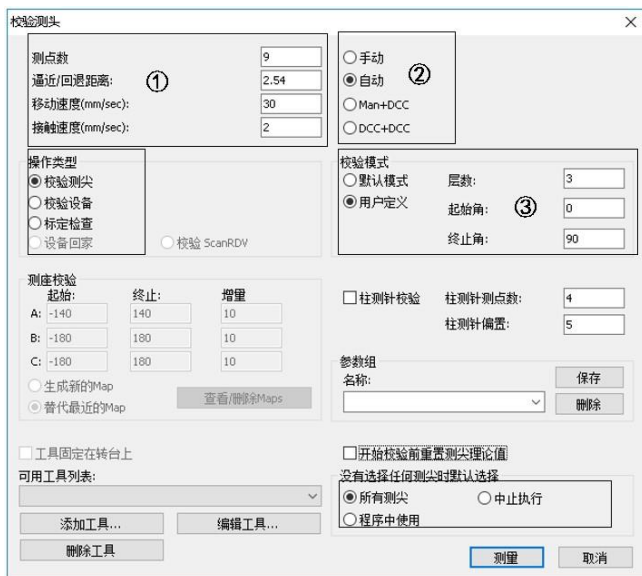 校验测头
测点数 9
逼近/回退距离: 2.54
移动速度(mm/sec): 30
接触速度(mm/sec): 2
①
手动
自动
Man+DCC
DCC+DCC
②
操作类型
校验测尖
校验设备
标定检查
设备回家
校验 ScanRDV
校验模式
默认模式
用户定义
层数: 3
起始角: 0
终止角: 90
③
测座校验
起始: 终止: 增量
A: -140 140 10
B: -180 180 10
C: -180 180 10
生成新的Map
替代最近的Map
查看/删除Maps
柱测针校验
柱测针测点数: 4
柱测针偏置: 5
参数组
名称:
保存
删除
工具固定在转台上
可用工具列表:
添加工具... 编辑工具...
删除工具
开始校验前重置测尖理论值
没有选择任何测尖时默认选择
所有测尖 中止执行
程序中使用
测量 取消